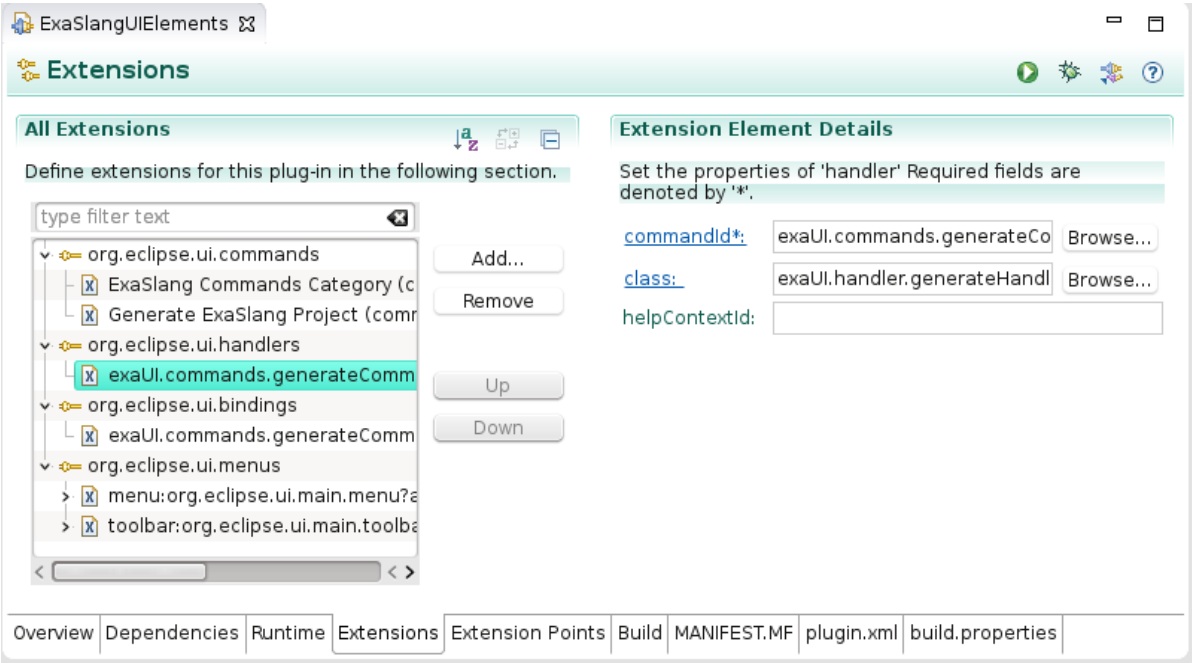 ExaSlangUIElements
Extensions
All Extensions
Define extensions for this plug-in in the following section.
type filter text
org.eclipse.ui.commands
ExaSlang Commands Category (c
Generate ExaSlang Project (comm
org.eclipse.ui.handlers
exaUI.commands.generateComm
org.eclipse.ui.bindings
exaUI.commands.generateComm
org.eclipse.ui.menus
menu:org.eclipse.ui.main.menu?a
toolbar:org.eclipse.ui.main.toolba
Add...
Remove
Up
Down
Extension Element Details
Set the properties of 'handler' Required fields are
denoted by '*'.
commandId*: exaUI.commands.generateCo Browse...
class: exaUI.handler.generateHandl Browse...
helpContextId:
Overview Dependencies Runtime Extensions Extension Points Build MANIFEST.MF plugin.xml build.properties